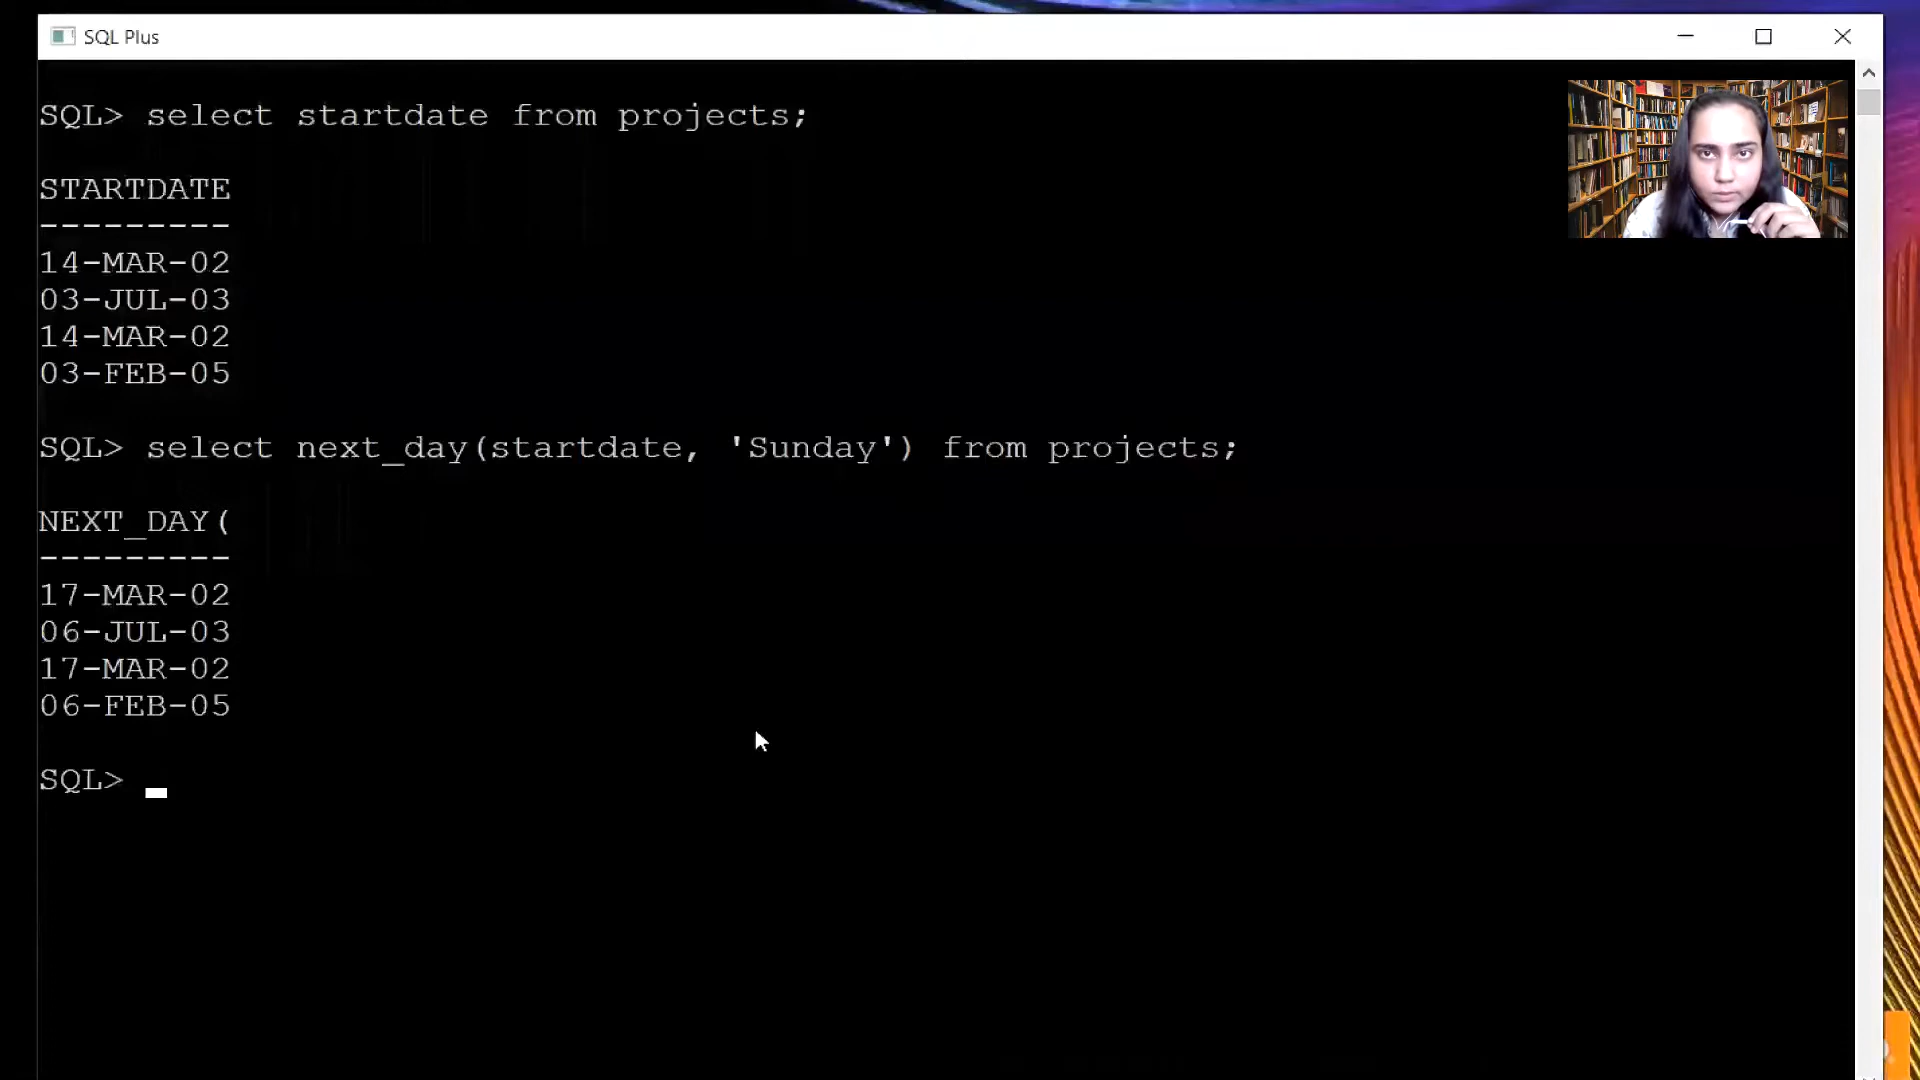 SQL Plus
SQL> select startdate from projects;
STARTDATE
---------
14-MAR-02
03-JUL-03
14-MAR-02
03-FEB-05
SQL> select next_day(startdate, 'Sunday') from projects;
NEXT_DAY(
---------
17-MAR-02
06-JUL-03
17-MAR-02
06-FEB-05
SQL>